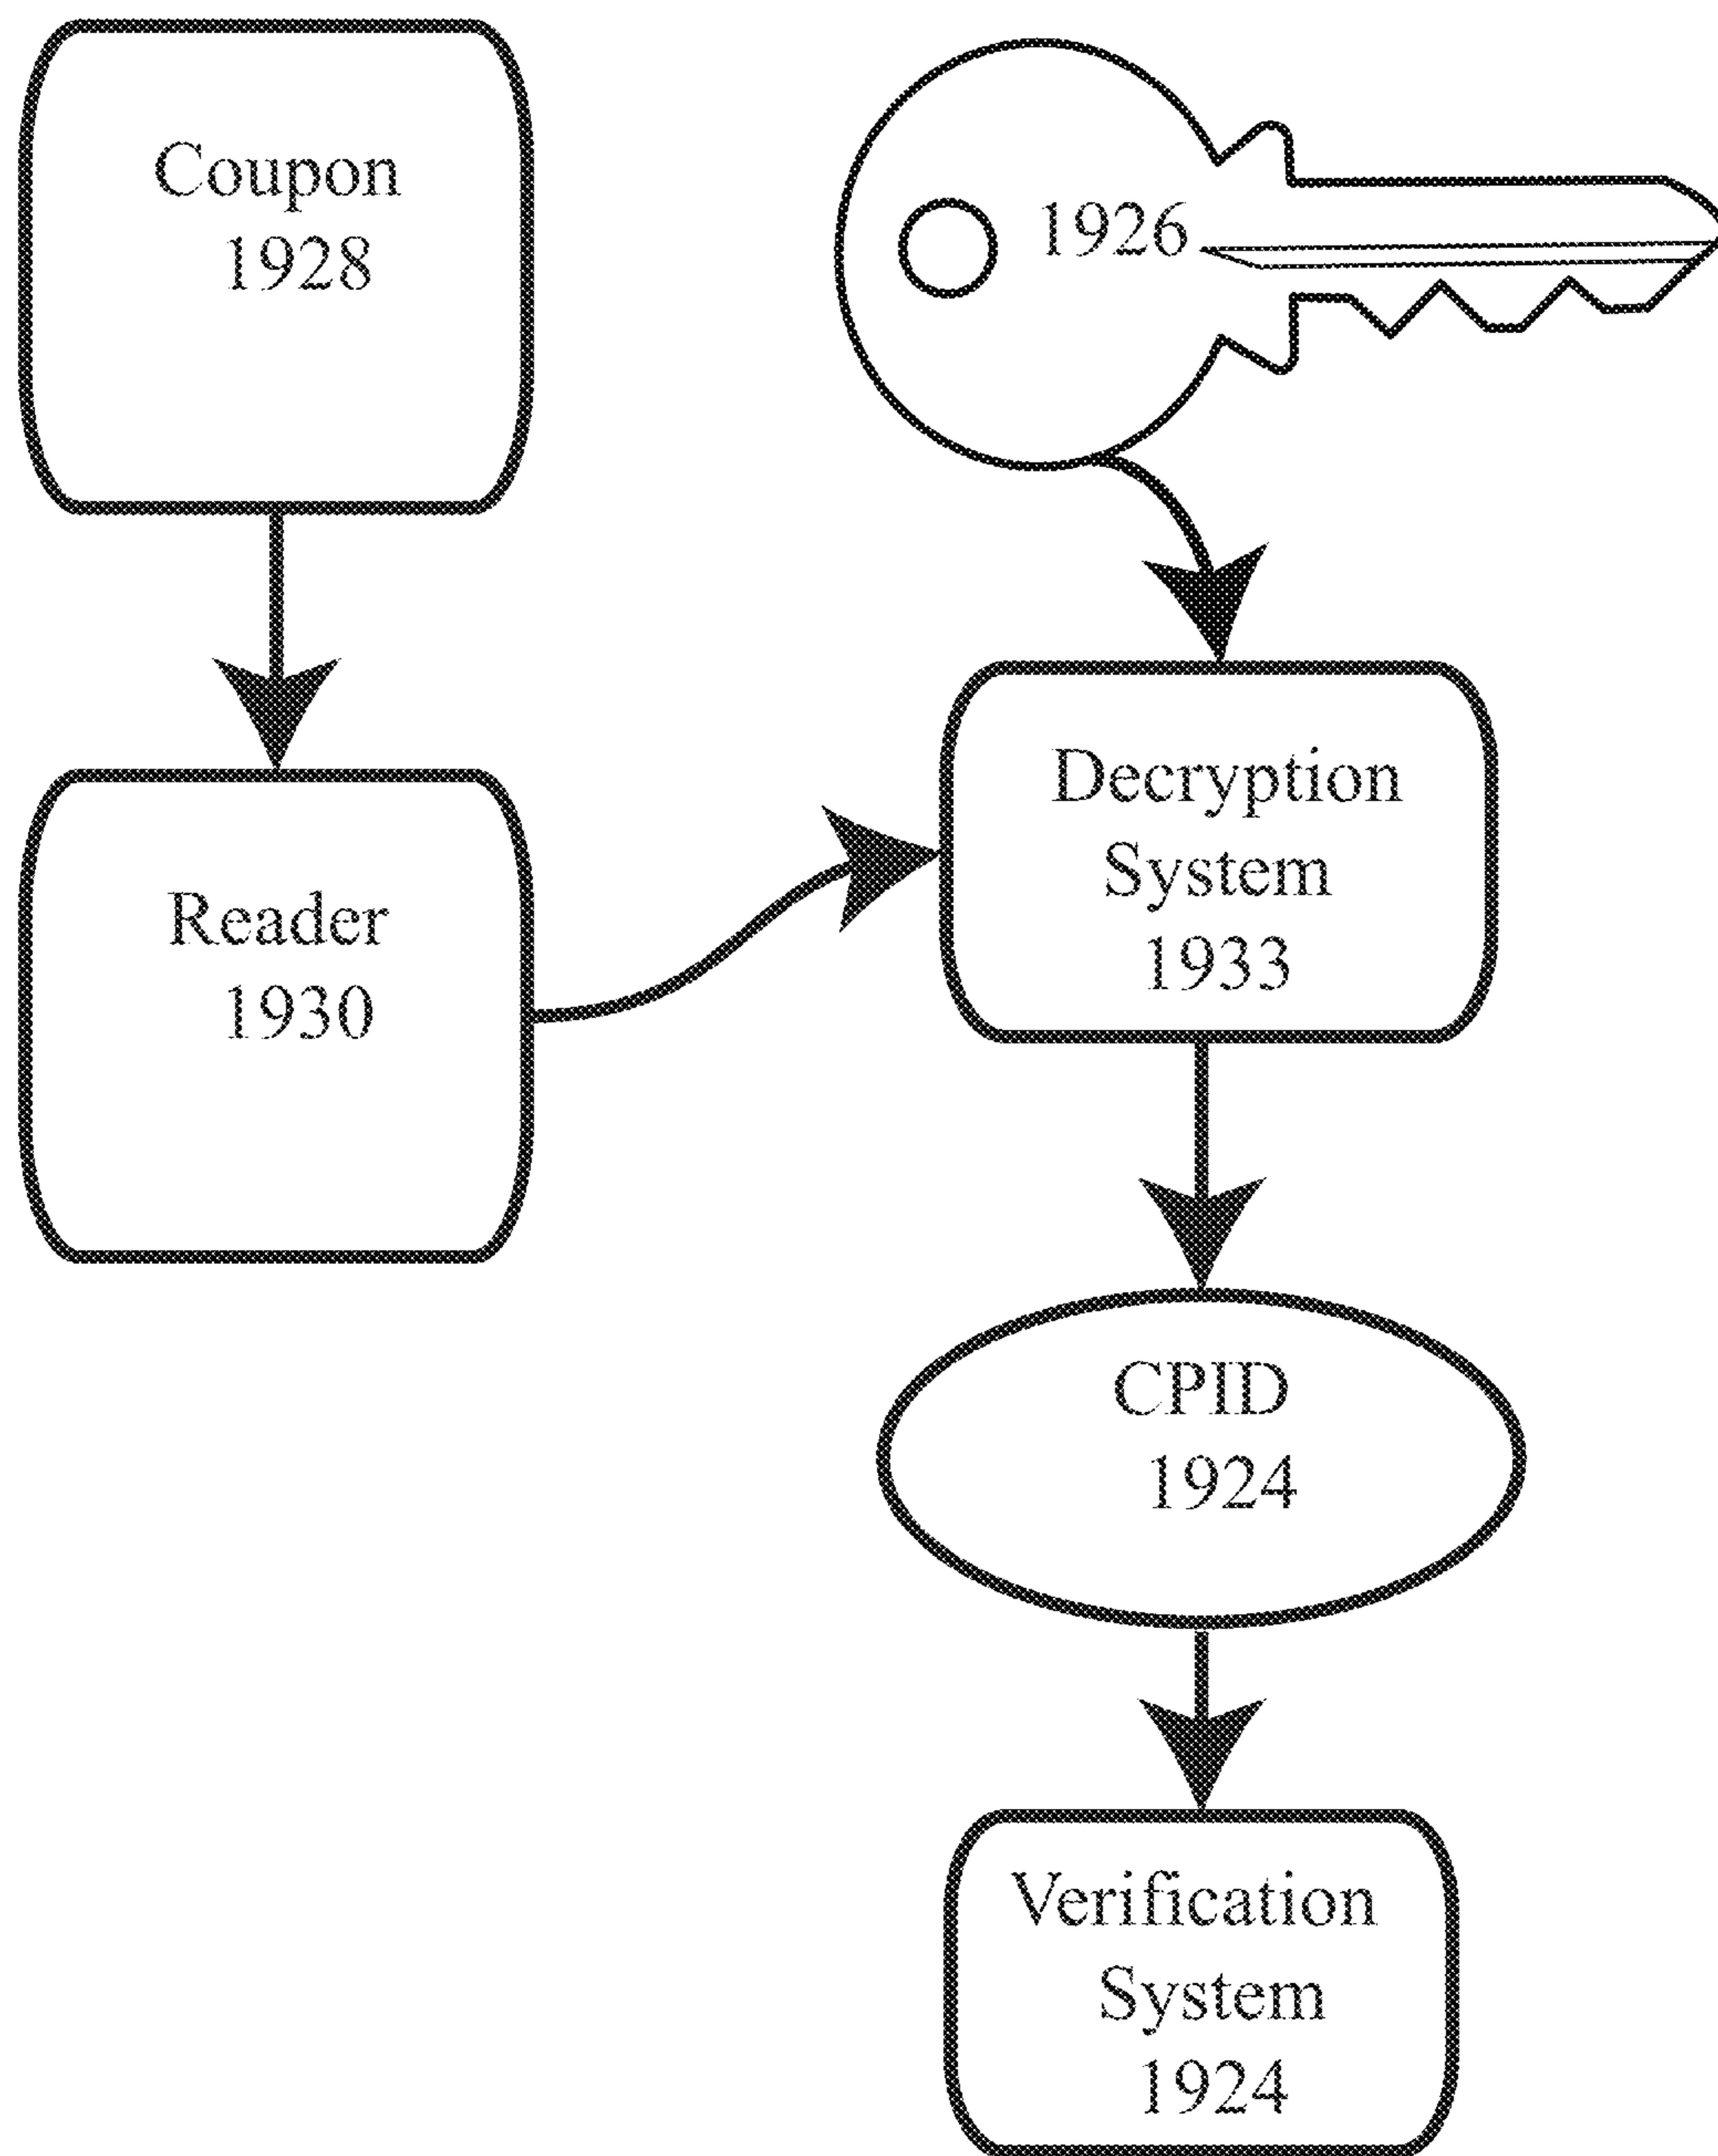 Coupon
1928
1926
Reader
1930
Decryption
System
1933
CPID
1924
Verification
System
1924